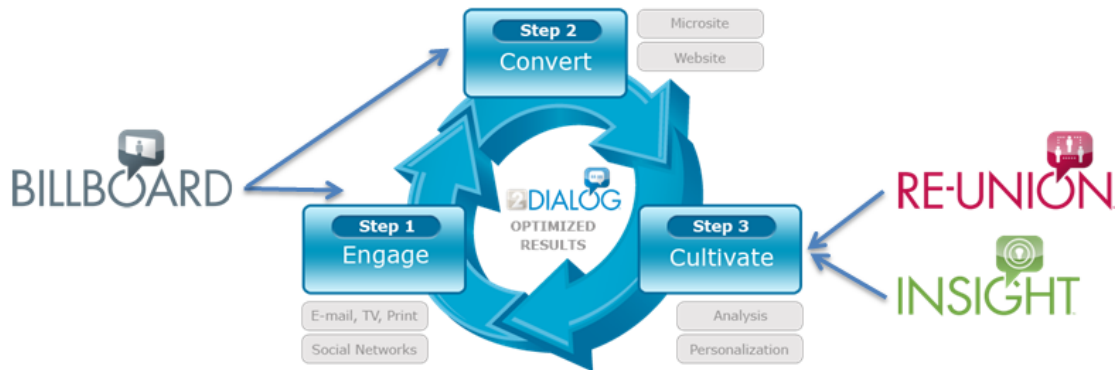 Step 2
Convert
Microsite
Website
BILLBOARD
2DIALOG
OPTIMIZED
RESULTS
Step 1
Engage
E-mail, TV, Print
Social Networks
Step 3
Cultivate
Analysis
Personalization
RE-UNION
INSIGHT